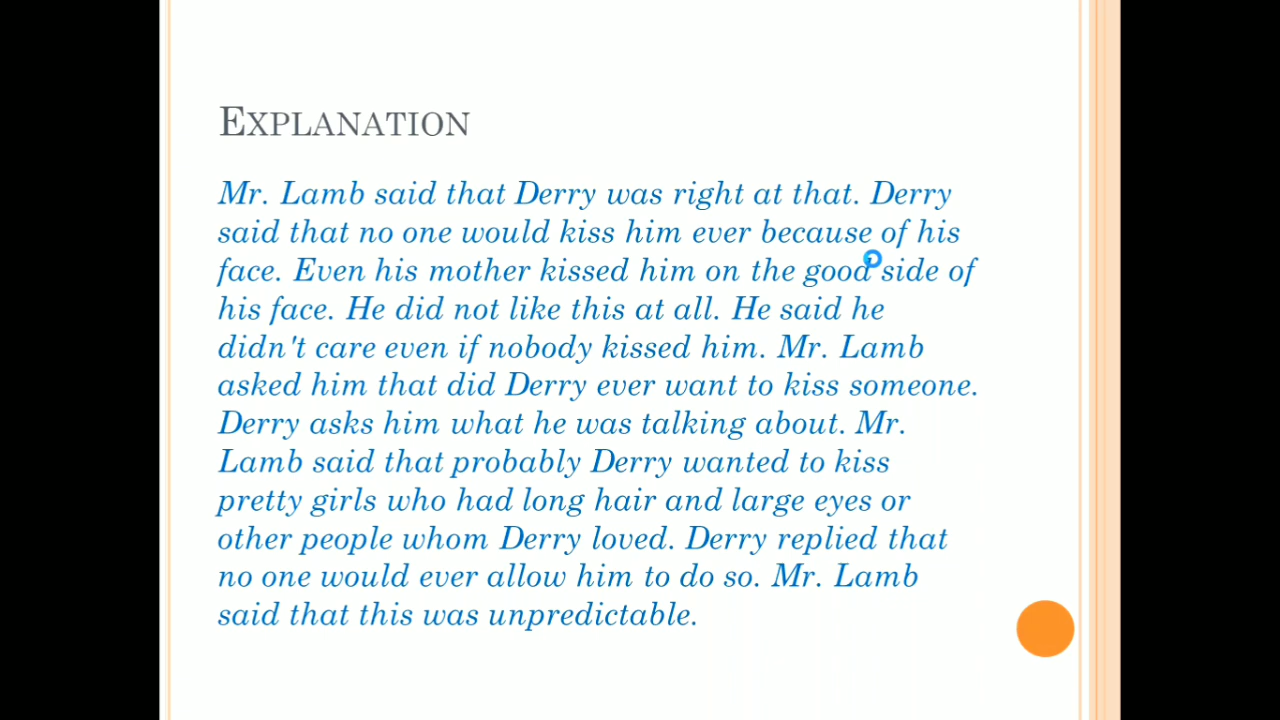 EXPLANATION
Mr. Lamb said that Derry was right at that. Derry
said that no one would kiss him ever because of his
face. Even his mother kissed him on the good side of
his face. He did not like this at all. He said he
didn't care even if nobody kissed him. Mr. Lamb
asked him that did Derry ever want to kiss someone.
Derry asks him what he was talking about. Mr.
Lamb said that probably Derry wanted to kiss
pretty girls who had long hair and large eyes or
other people whom Derry loved. Derry replied that
no one would ever allow him to do so. Mr. Lamb
said that this was unpredictable.